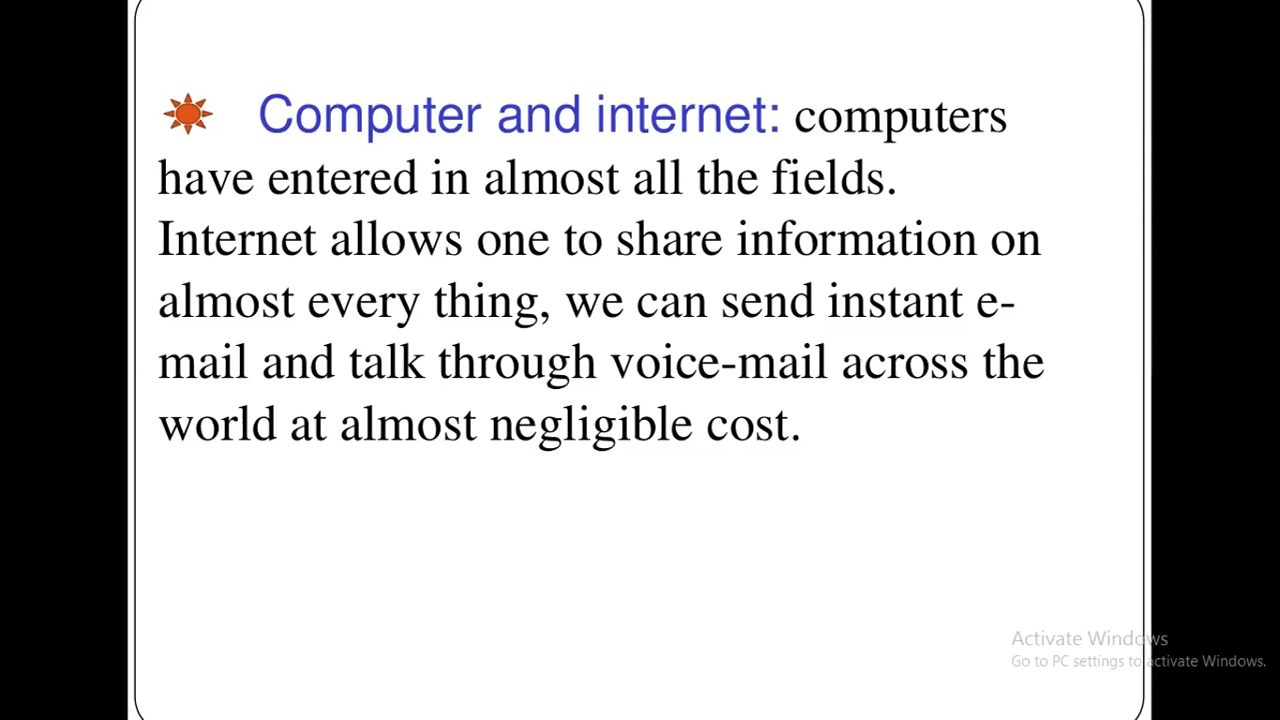 Computer and internet: computers
have entered in almost all the fields.
Internet allows one to share information on
almost every thing, we can send instant e-
mail and talk through voice-mail across the
world at almost negligible cost.
Activate Windows
Go to PC settings to activate Windows.